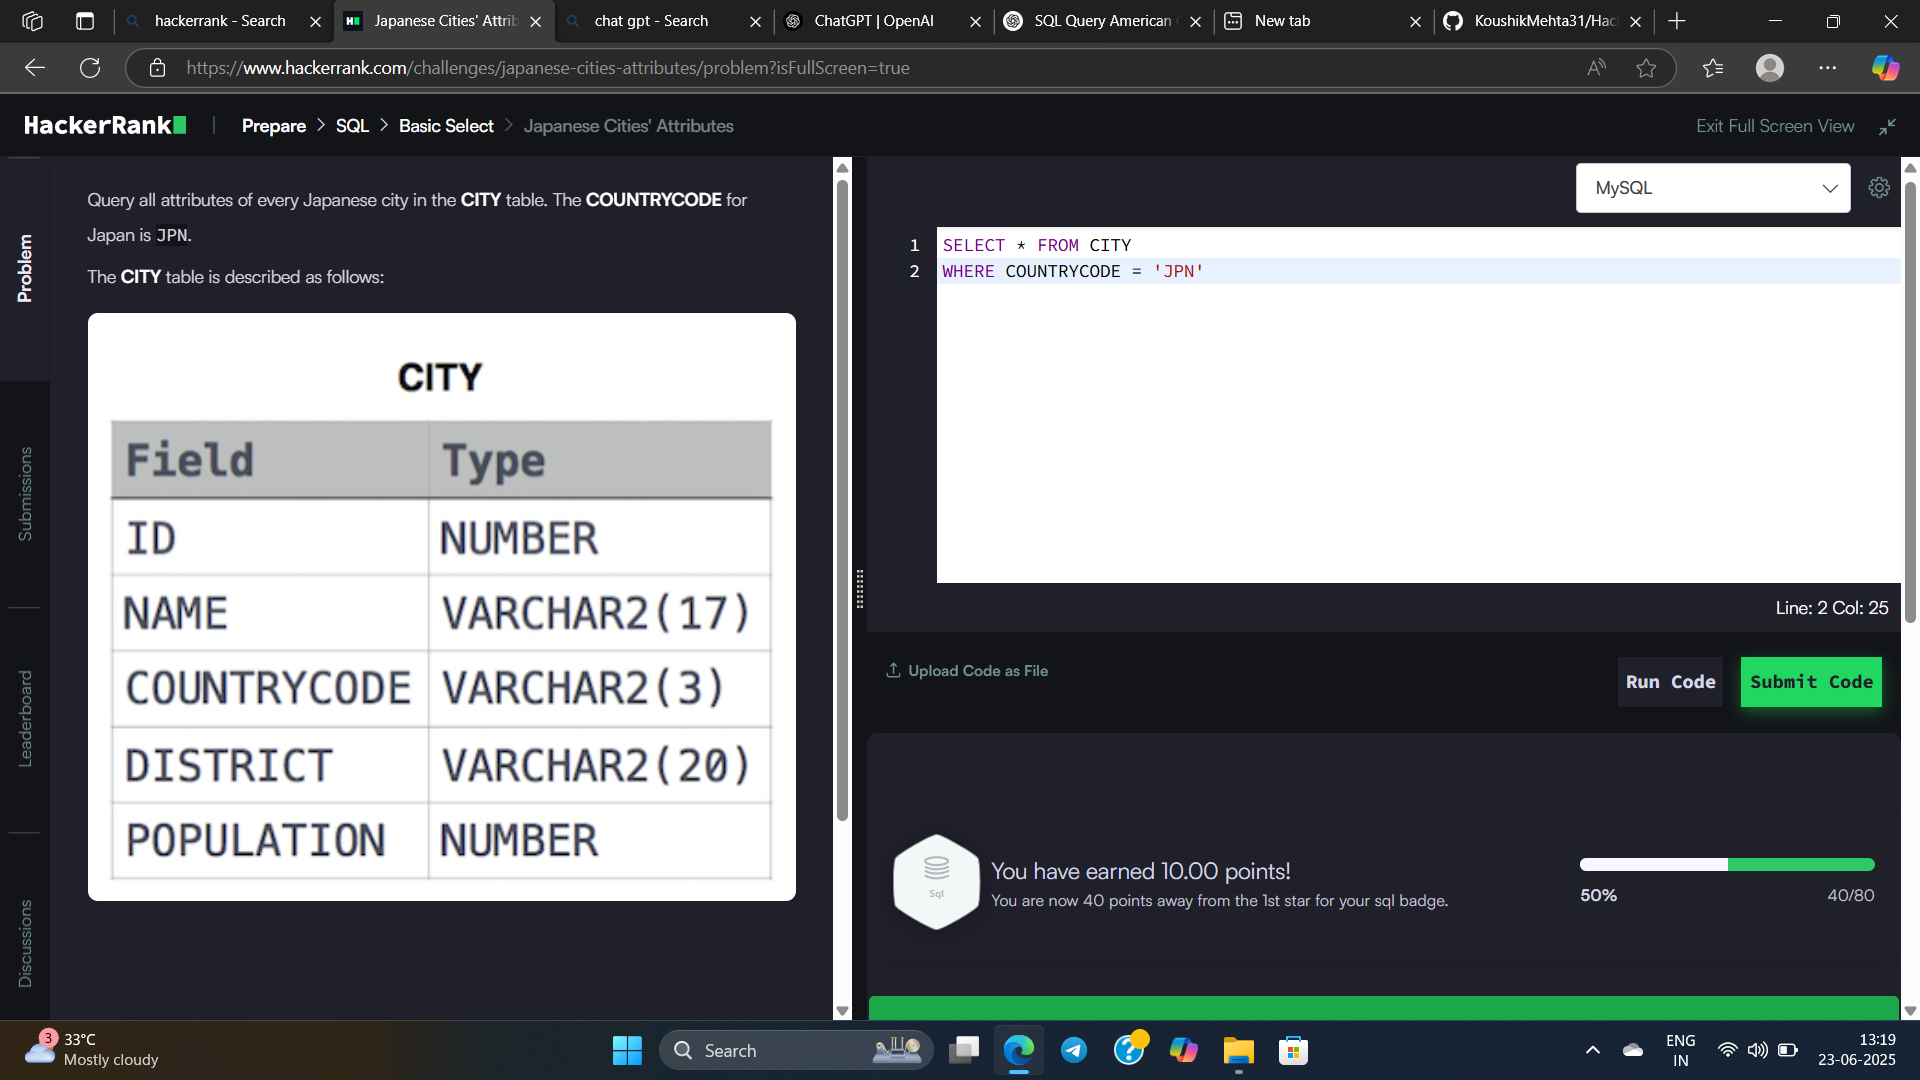 hackerrank - Search
Japanese Cities' Attrib
chat gpt - Search
ChatGPT | OpenAI
SQL Query American
New tab
KoushikMehta31/Hac
https://www.hackerrank.com/challenges/japanese-cities-attributes/problem?isFullScreen=true
HackerRank
Prepare > SQL > Basic Select > Japanese Cities' Attributes
Exit Full Screen View
Problem
Submissions
Leaderboard
Discussions
Query all attributes of every Japanese city in the CITY table. The COUNTRYCODE for
Japan is JPN.
The CITY table is described as follows:
CITY
Field Type
ID NUMBER
NAME VARCHAR2(17)
COUNTRYCODE VARCHAR2(3)
DISTRICT VARCHAR2(20)
POPULATION NUMBER
MySQL
1 SELECT * FROM CITY
2 WHERE COUNTRYCODE = 'JPN'
Line: 2 Col: 25
Upload Code as File
Run Code
Submit Code
Sql
You have earned 10.00 points!
You are now 40 points away from the 1st star for your sql badge.
50%
40/80
3
33°C
Mostly cloudy
Search
ENG
IN
13:19
23-06-2025